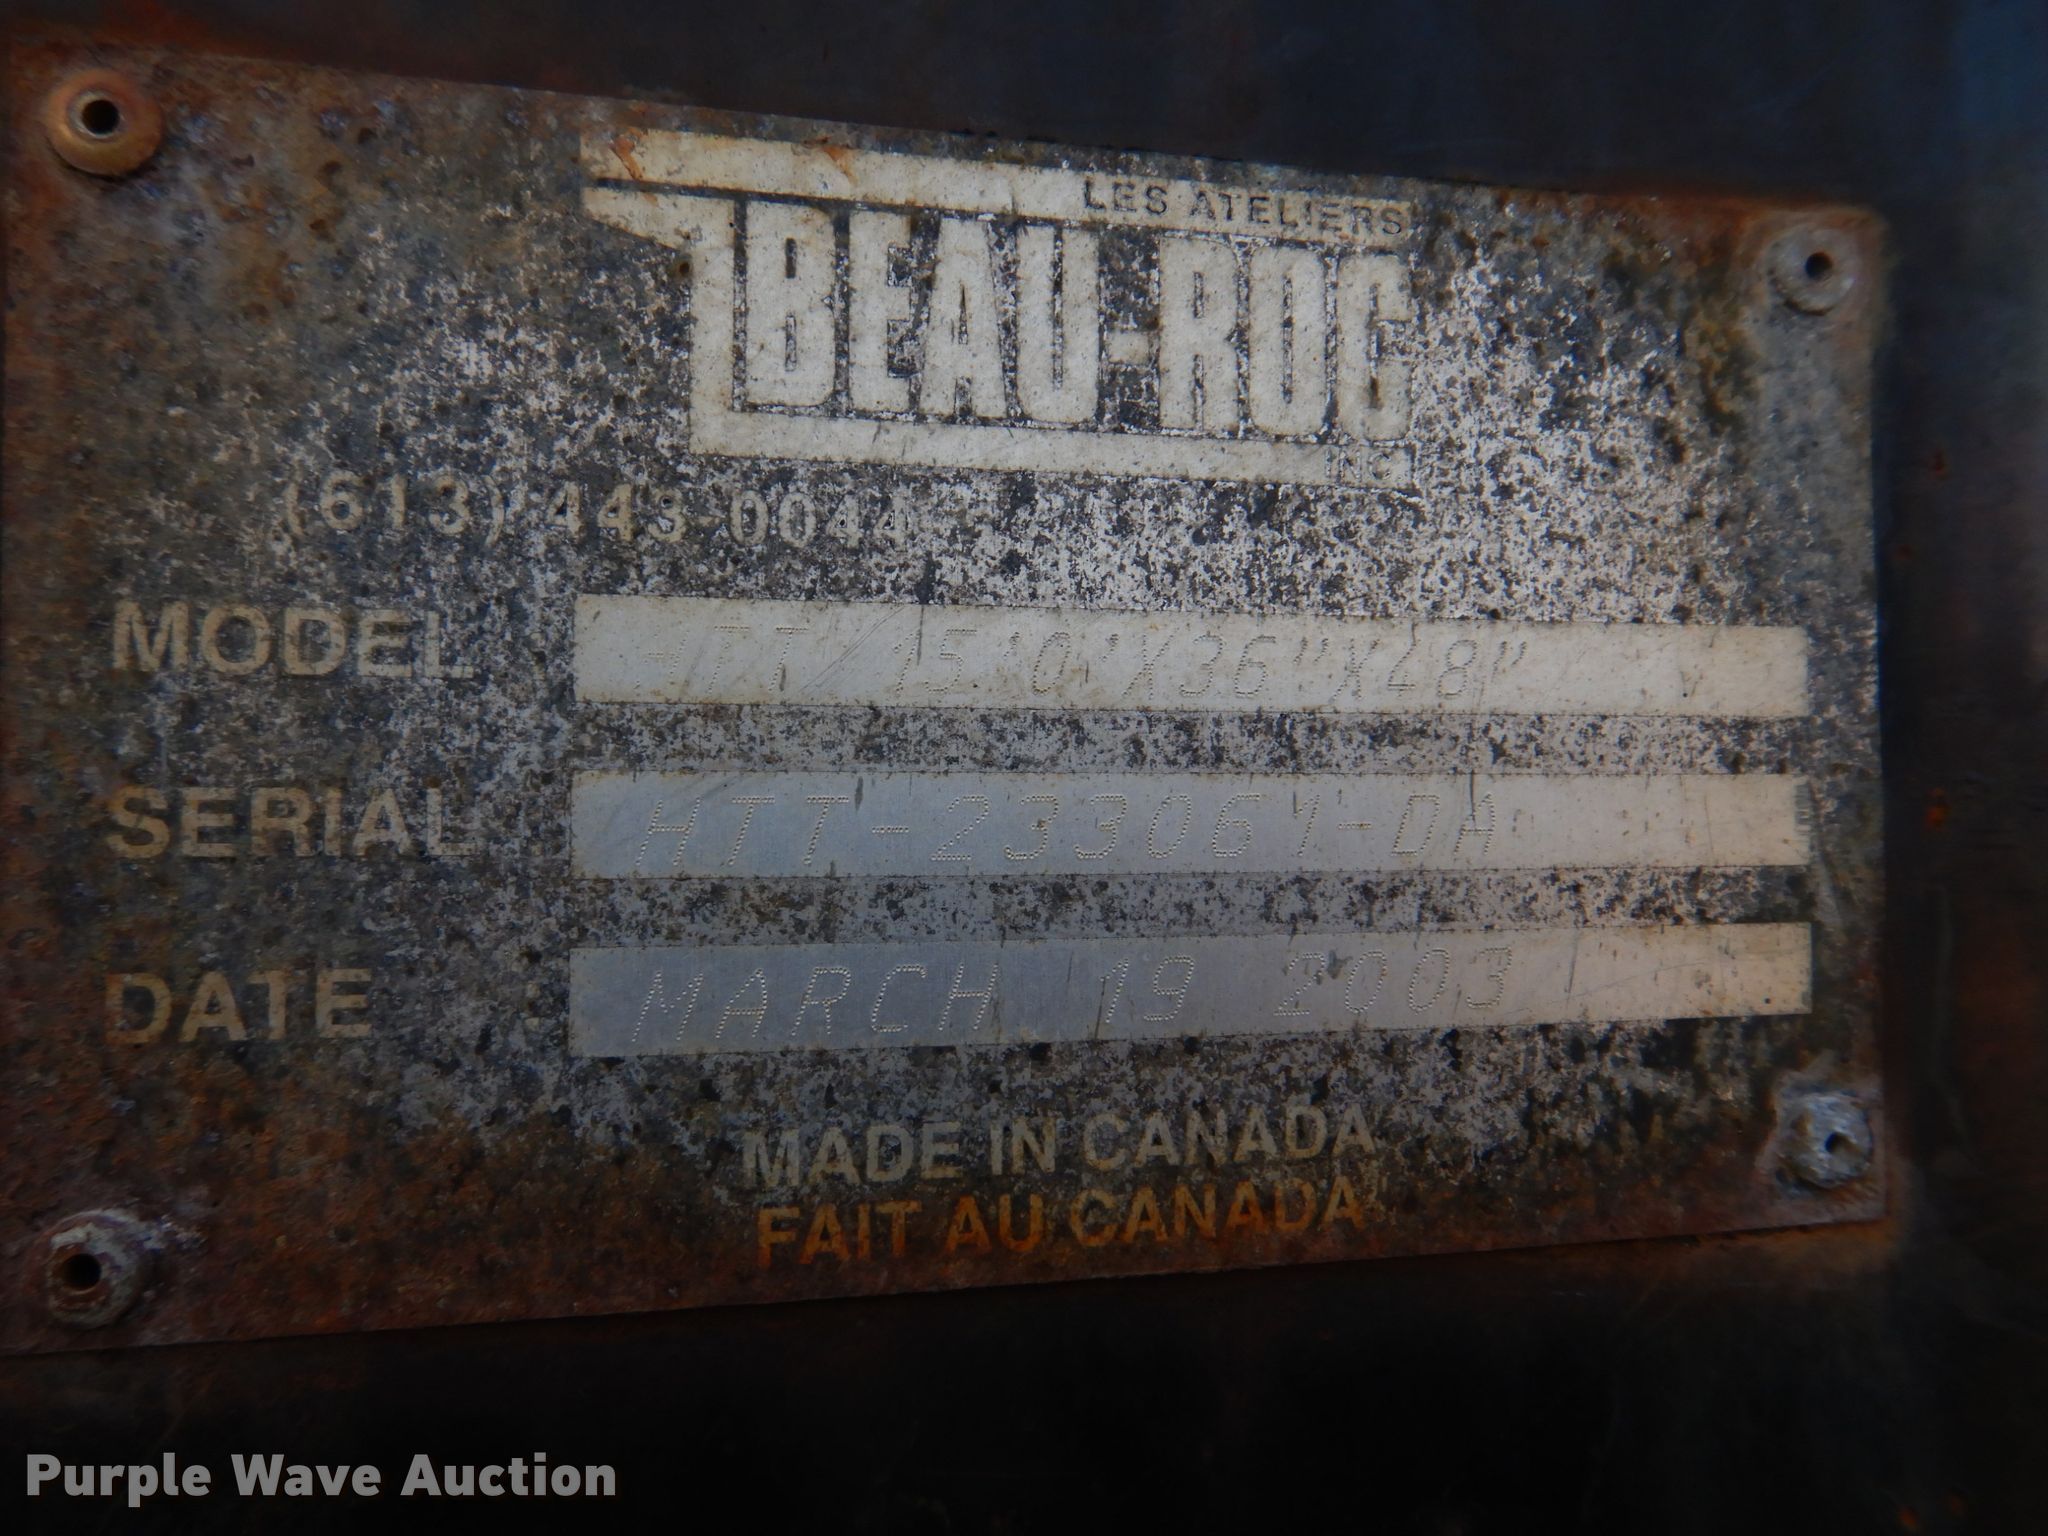 LES ATELIERS
BEAU-ROC
INC
(613) 443-0044
MODEL : HTT 15'0"X36"X48"
SERIAL : HTT-233061-DA
DATE : MARCH 19 2003
MADE IN CANADA
FAIT AU CANADA
Purple Wave Auction